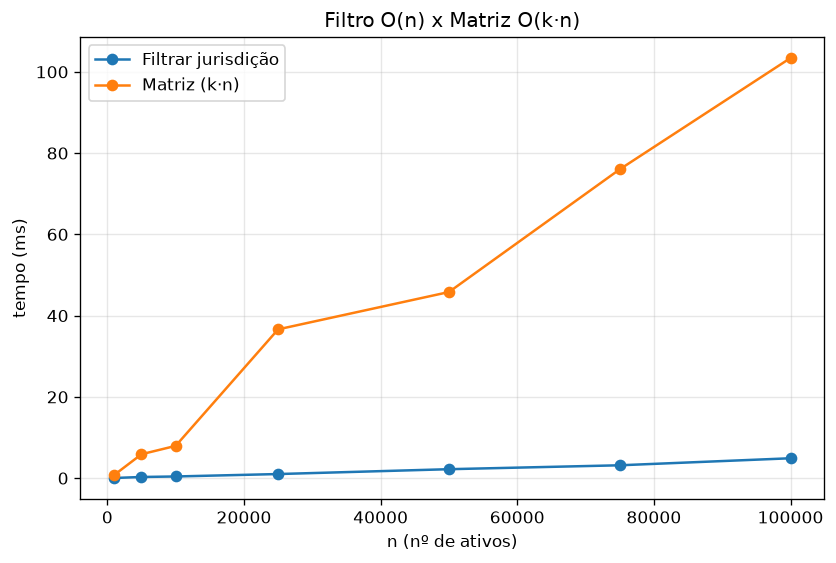 Filtro O(n) x Matriz O(k·n)
Filtrar jurisdição
Matriz (k·n)
100
80
60
40
20
0
tempo (ms)
0 20000 40000 60000 80000 100000
n (nº de ativos)